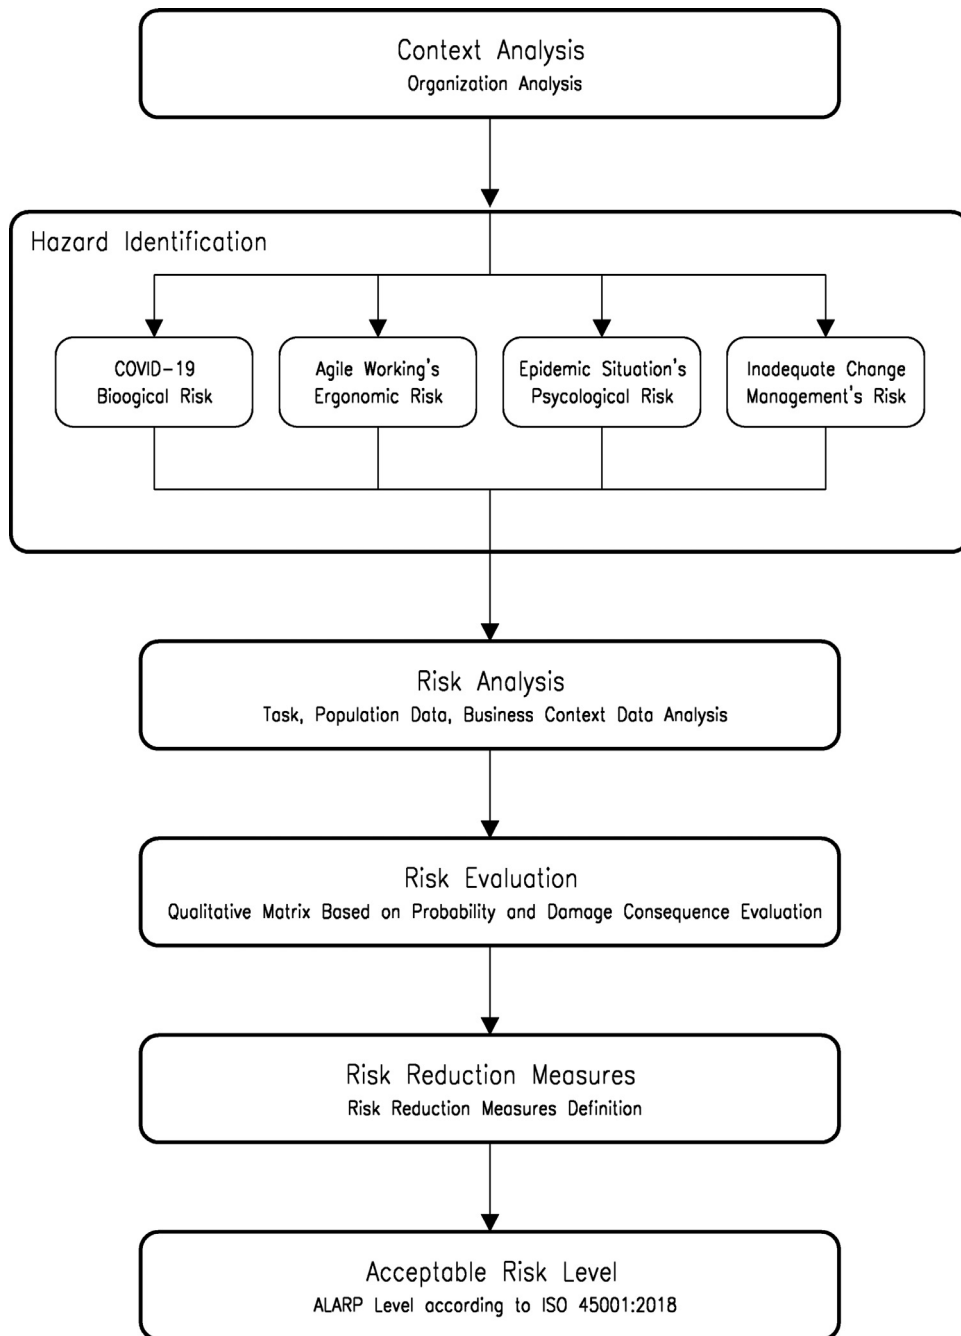 Context Analysis
Organization Analysis
Hazard Identification
COVID-19
Bioogical Risk
Agile Working's
Ergonomic Risk
Epidemic Situation's
Psycological Risk
Inadequate Change
Management's Risk
Risk Analysis
Task, Population Data, Business Context Data Analysis
Risk Evaluation
Qualitative Matrix Based on Probability and Damage Consequence Evaluation
Risk Reduction Measures
Risk Reduction Measures Definition
Acceptable Risk Level
ALARP Level according to ISO 45001:2018